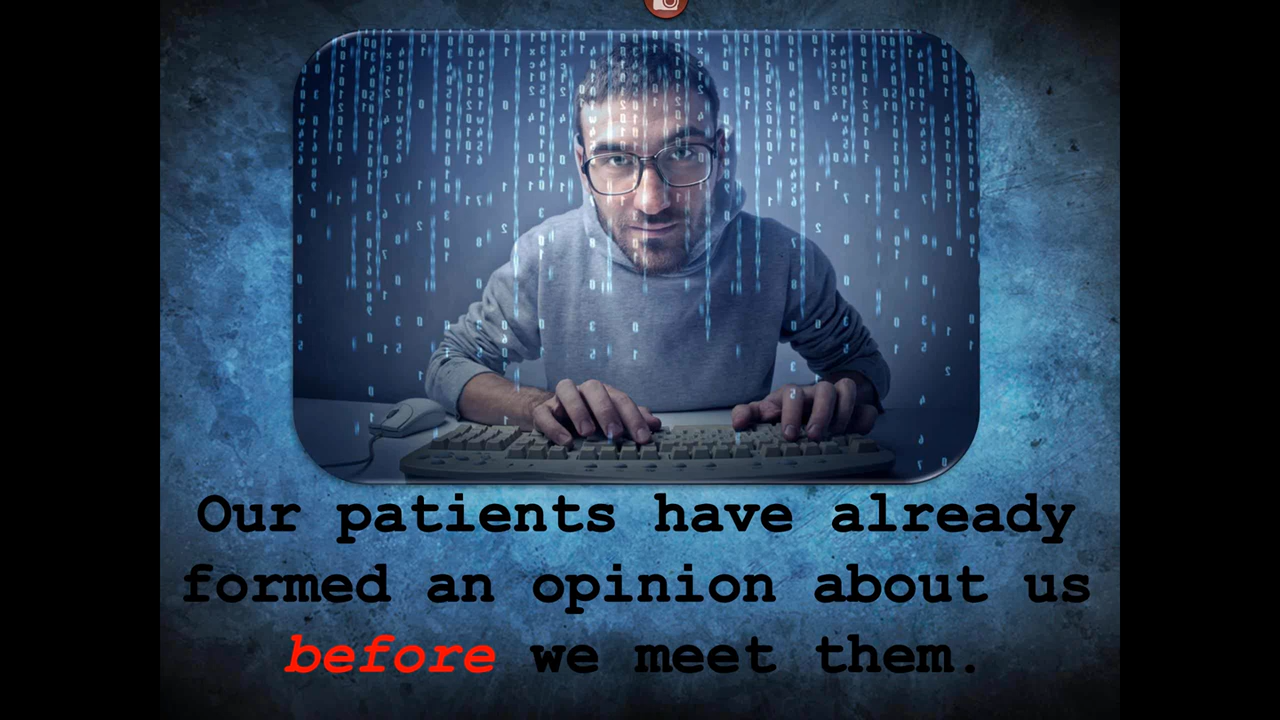 Our patients have already
formed an opinion about us
before we meet them.